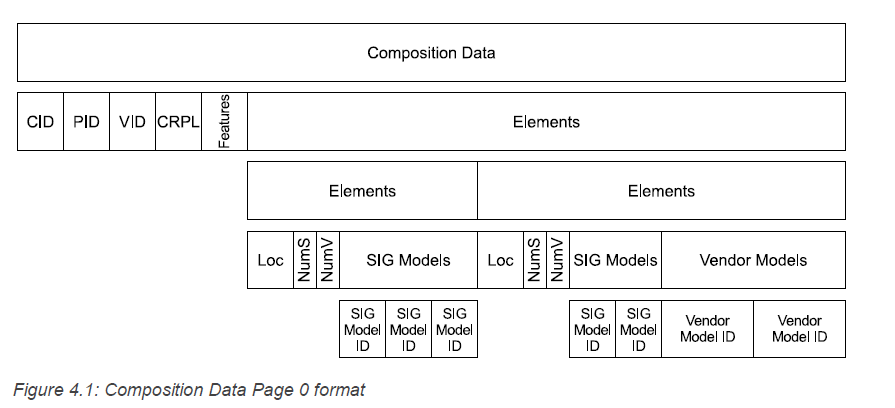 Composition Data
CID PID VID CRPL Features Elements
Elements Elements
Loc NumS NumV SIG Models Loc NumS NumV SIG Models Vendor Models
SIG
Model
ID
SIG
Model
ID
SIG
Model
ID
SIG
Model
ID
SIG
Model
ID
Vendor
Model ID
Vendor
Model ID
Figure 4.1: Composition Data Page 0 format